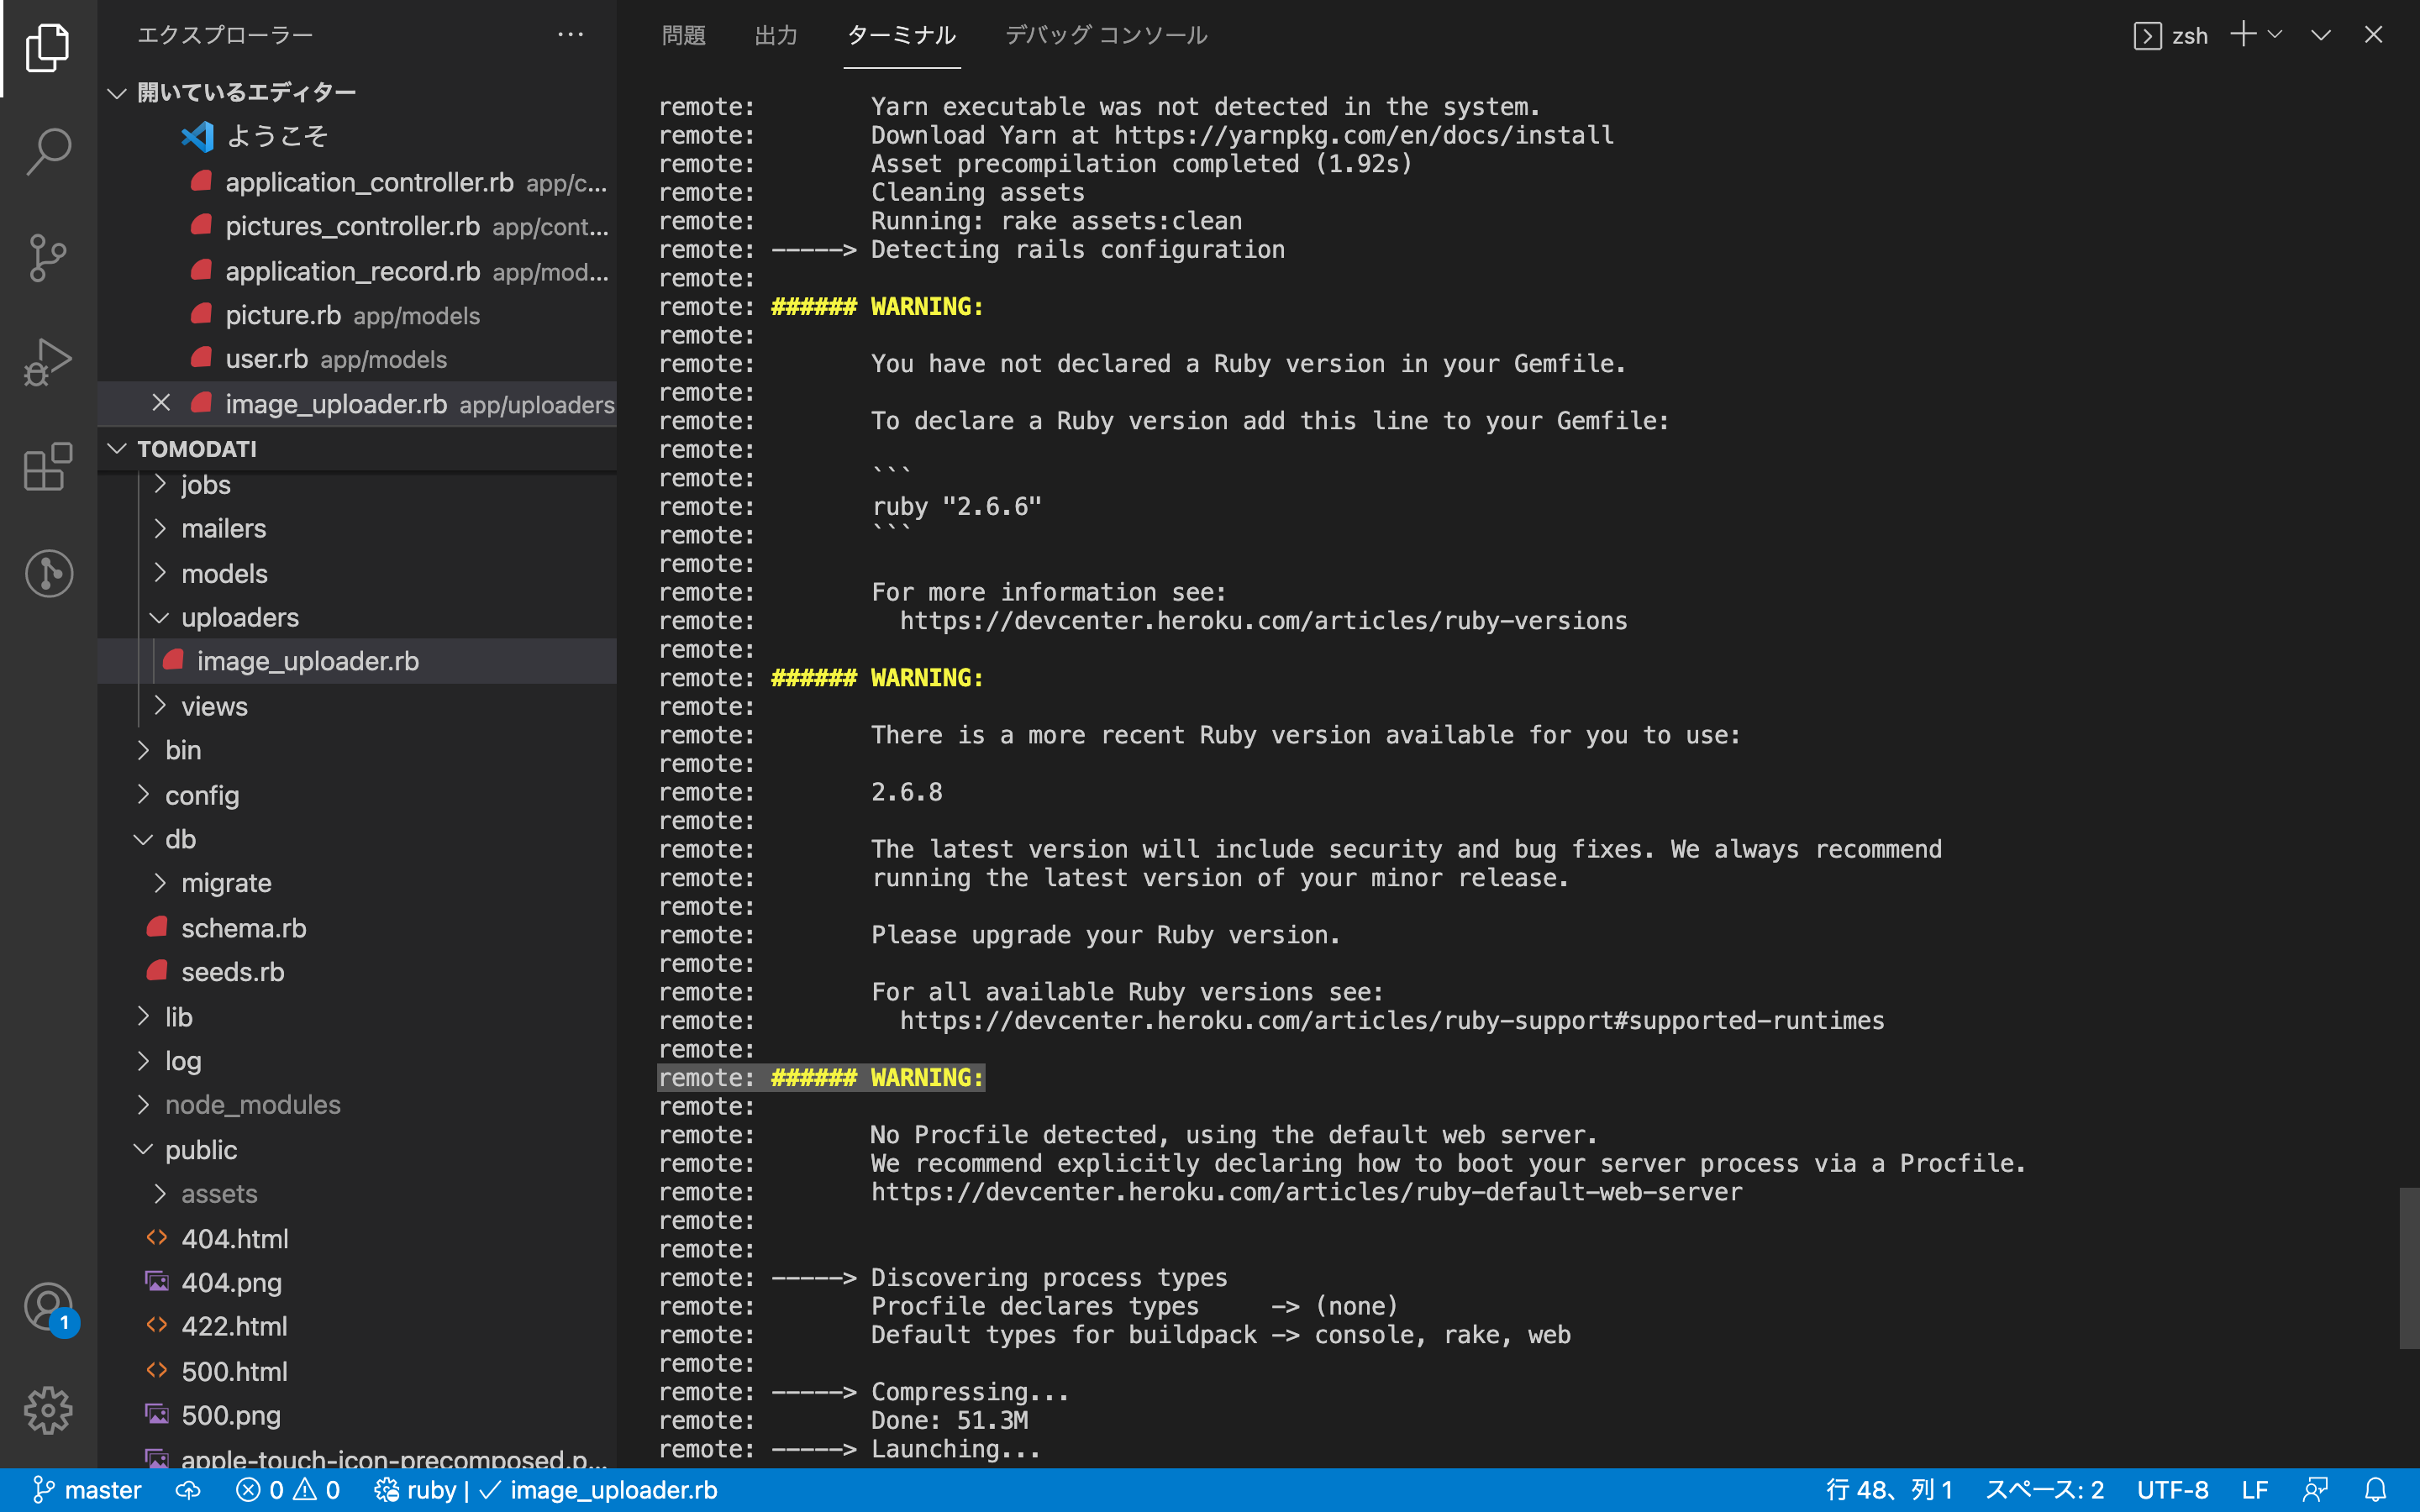 エクスプローラー
開いているエディター
ようこそ
application_controller.rb app/c...
pictures_controller.rb app/cont...
application_record.rb app/mod...
picture.rb app/models
user.rb app/models
image_uploader.rb app/uploaders
TOMODATI
jobs
mailers
models
uploaders
image_uploader.rb
views
bin
config
db
migrate
schema.rb
seeds.rb
lib
log
node_modules
public
assets
404.html
404.png
422.html
500.html
500.png
apple-touch-icon-precomposed.p...
1
問題 出力 ターミナル デバッグ コンソール
zsh
remote: Yarn executable was not detected in the system.
remote: Download Yarn at https://yarnpkg.com/en/docs/install
remote: Asset precompilation completed (1.92s)
remote: Cleaning assets
remote: Running: rake assets:clean
remote: -----> Detecting rails configuration
remote:
remote: ###### WARNING:
remote:
remote: You have not declared a Ruby version in your Gemfile.
remote:
remote: To declare a Ruby version add this line to your Gemfile:
remote:
remote: ```
remote: ruby "2.6.6"
remote: ```
remote:
remote: For more information see:
remote: https://devcenter.heroku.com/articles/ruby-versions
remote:
remote: ###### WARNING:
remote:
remote: There is a more recent Ruby version available for you to use:
remote:
remote: 2.6.8
remote:
remote: The latest version will include security and bug fixes. We always recommend
remote: running the latest version of your minor release.
remote:
remote: Please upgrade your Ruby version.
remote:
remote: For all available Ruby versions see:
remote: https://devcenter.heroku.com/articles/ruby-support#supported-runtimes
remote:
remote: ###### WARNING:
remote:
remote: No Procfile detected, using the default web server.
remote: We recommend explicitly declaring how to boot your server process via a Procfile.
remote: https://devcenter.heroku.com/articles/ruby-default-web-server
remote:
remote:
remote: -----> Discovering process types
remote: Procfile declares types -> (none)
remote: Default types for buildpack -> console, rake, web
remote:
remote: -----> Compressing...
remote: Done: 51.3M
remote: -----> Launching...
master 0 0 ruby | ✓ image_uploader.rb 行 48、列 1 スペース: 2 UTF-8 LF